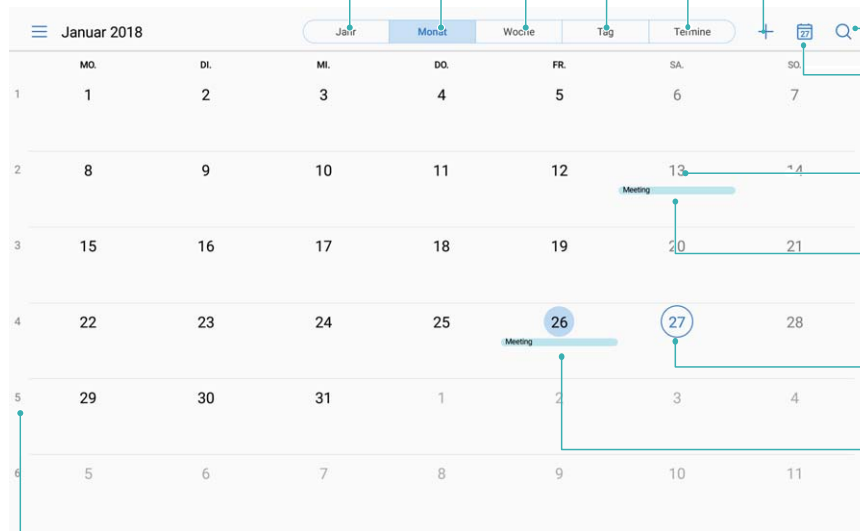 Januar 2018 Jahr Monat Woche Tag Termine 27
MO. DI. MI. DO. FR. SA. SO.
1 1 2 3 4 5 6 7
2 8 9 10 11 12 13 14
Meeting
3 15 16 17 18 19 20 21
4 22 23 24 25 26 27 28
Meeting
5 29 30 31 1 2 3 4
6 5 6 7 8 9 10 11